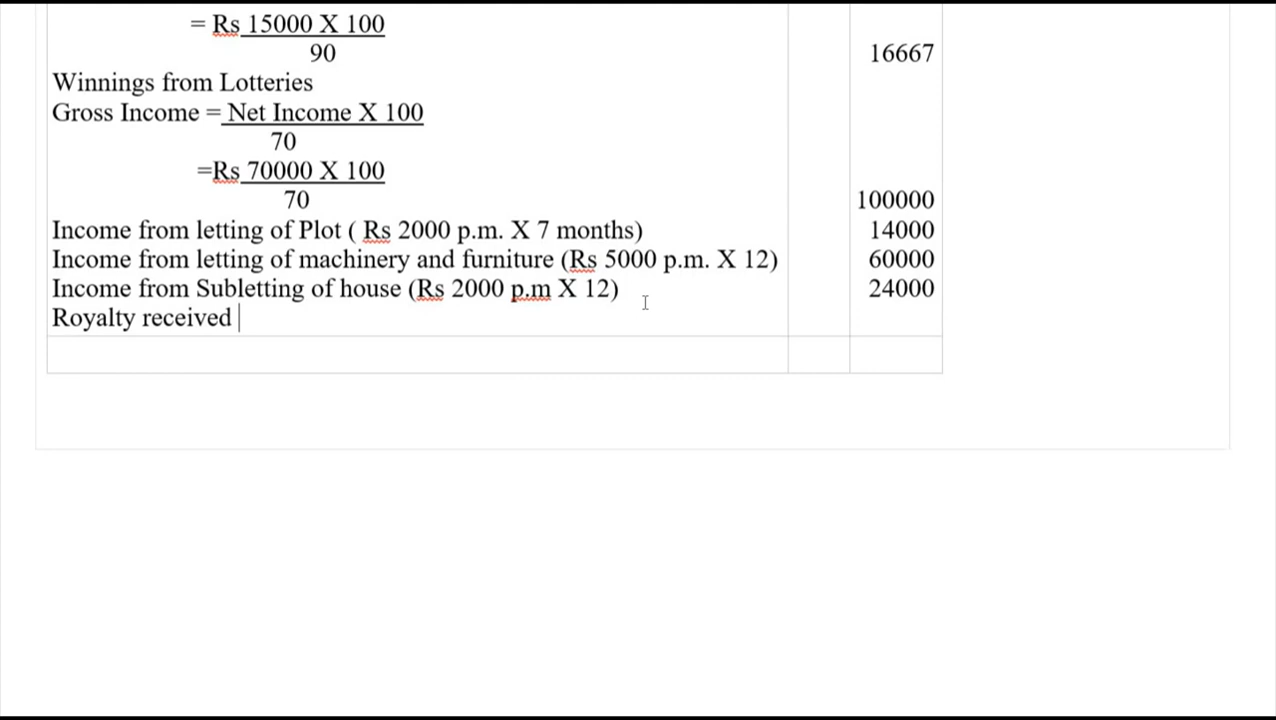 = Rs 15000 X 100
90 16667
Winnings from Lotteries
Gross Income = Net Income X 100
70
=Rs 70000 X 100
70 100000
Income from letting of Plot ( Rs 2000 p.m. X 7 months) 14000
Income from letting of machinery and furniture (Rs 5000 p.m. X 12) 60000
Income from Subletting of house (Rs 2000 p.m X 12) 24000
Royalty received